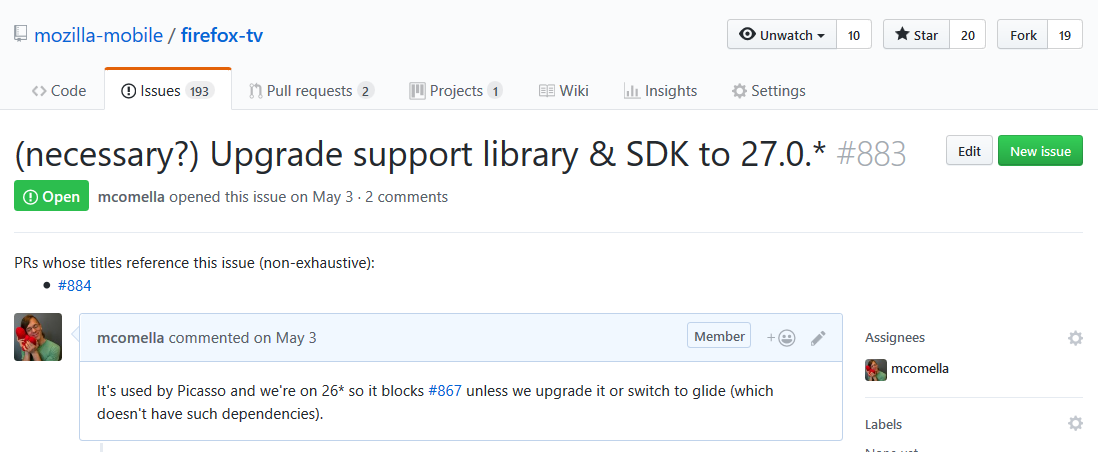 mozilla-mobile / firefox-tv
Unwatch 10 Star 20 Fork 19
Code Issues 193 Pull requests 2 Projects 1 Wiki Insights Settings
(necessary?) Upgrade support library & SDK to 27.0.* #883 Edit New issue
Open mcomella opened this issue on May 3 · 2 comments
PRs whose titles reference this issue (non-exhaustive):
• #884
mcomella commented on May 3 Member
Assignees
mcomella
It's used by Picasso and we're on 26* so it blocks #867 unless we upgrade it or switch to glide (which
doesn't have such dependencies).
Labels